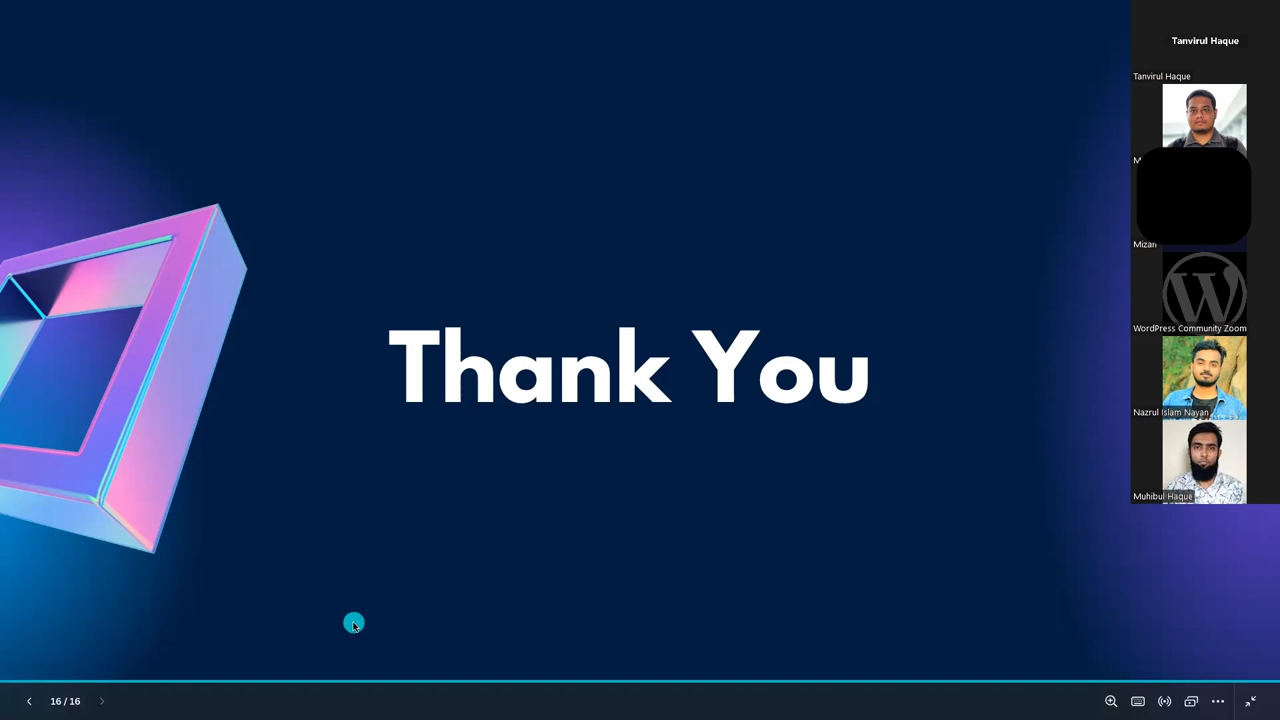 Tanvirul Haque
Tanvirul Haque
M
Mizan
WordPress Community Zoom
Nazrul Islam Nayan
Muhibul Haque
Thank You
16 / 16